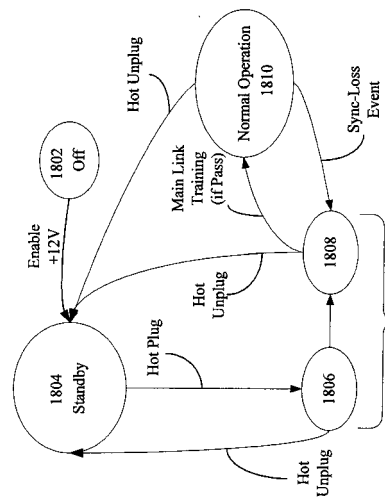 1802
Off
Enable
+12V
1804
Standby
Hot Unplug
Normal Operation
1810
Main Link
Training
(if Pass)
Hot
Unplug
Hot Plug
Sync-Loss
Event
1808
1806
Hot
Unplug